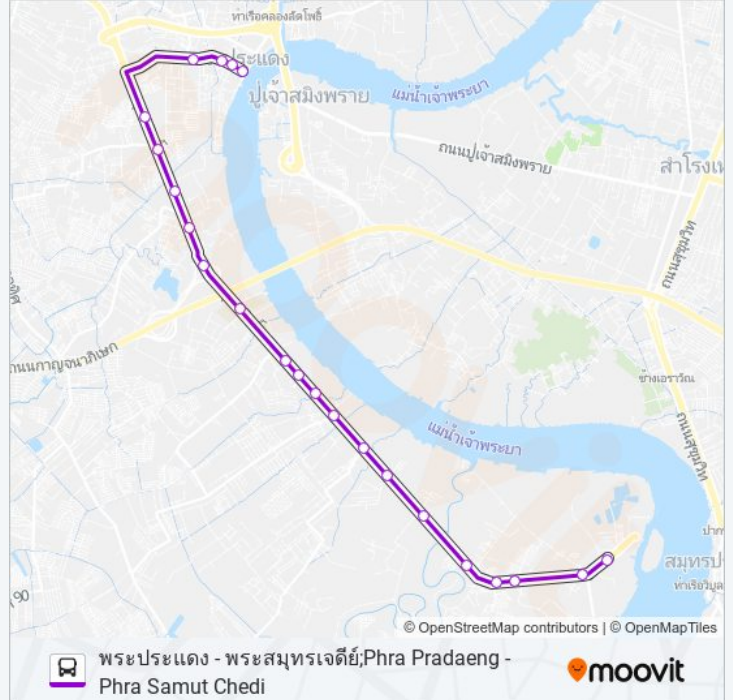 ท่าเรือคลองลัดโพธิ์
ประแดง
ปู่เจ้าสมิงพราย
แม่น้ำเจ้าพระยา
ถนนปู่เจ้าสมิงพราย
สำโรงเห
ถนนสุขุมวิท
ถนนกาญจนาภิเษก
ช้างเอราวัณ
ถนนสุขุมวิท
แม่น้ำเจ้าพระยา
ปาก
สมุทรป
ท่าเรือวิบูล
90
© OpenStreetMap contributors | © OpenMapTiles
พระประแดง - พระสมุทรเจดีย์;Phra Pradaeng -
Phra Samut Chedi
moovit